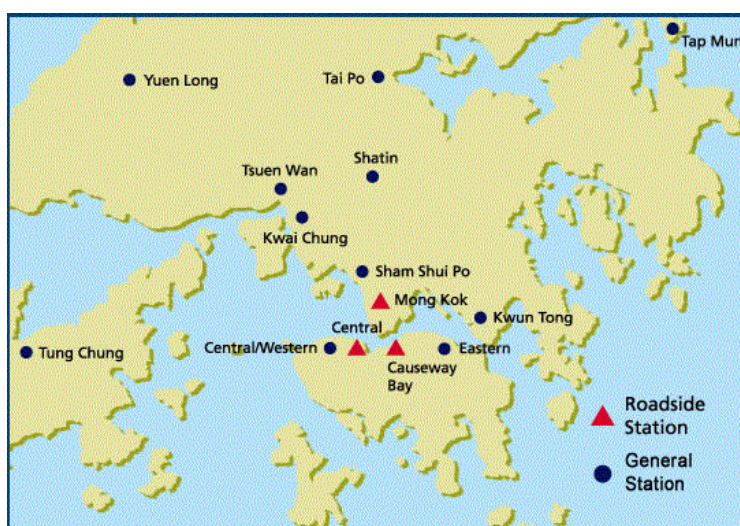 Tap Mun
Yuen Long
Tai Po
Shatin
Tsuen Wan
Kwai Chung
Sham Shui Po
Mong Kok
Kwun Tong
Central
Tung Chung
Central/Western
Eastern
Causeway
Bay
Roadside
Station
General
Station